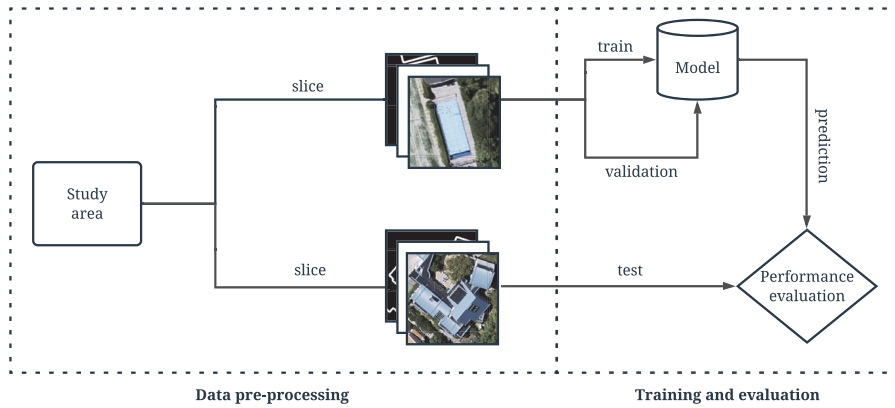 train
slice
Model
prediction
validation
Study
area
slice
test
Performance
evaluation
Data pre-processing
Training and evaluation